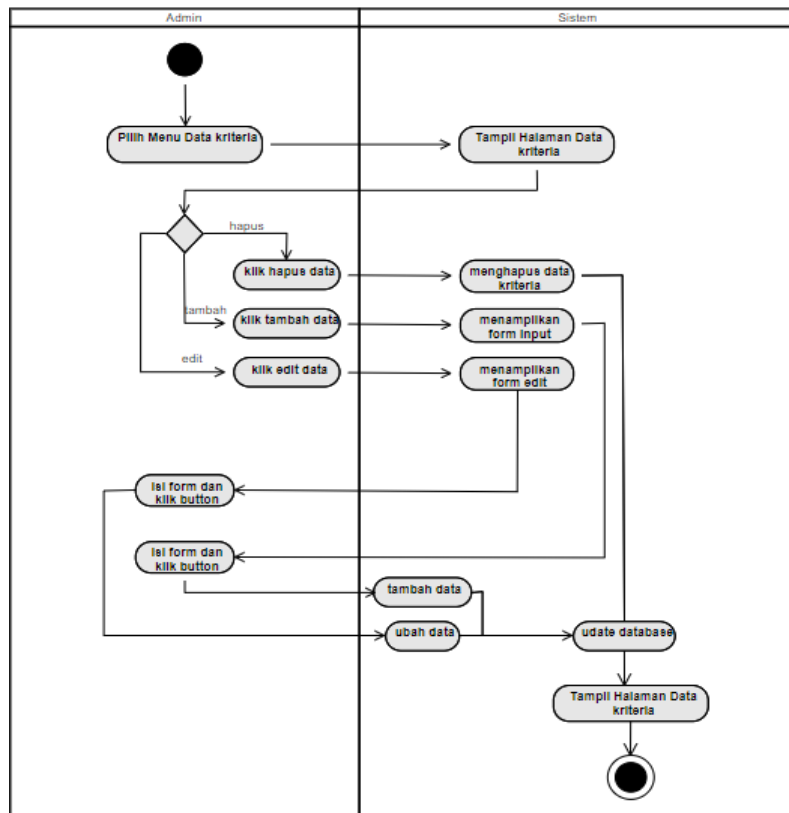 Admin
Sistem
Pilih Menu Data kriteria
Tampil Halaman Data
kriteria
hapus
klik hapus data
menghapus data
kriteria
tambah
klik tambah data
menampilkan
form input
edit
klik edit data
menampilkan
form edit
Isi form dan
klik button
Isi form dan
klik button
tambah data
ubah data
udate database
Tampil Halaman Data
kriteria